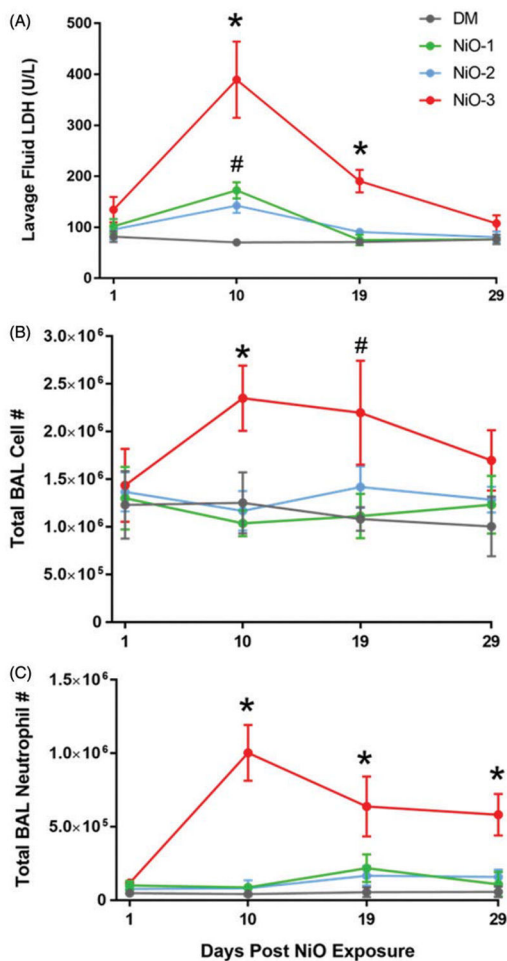 (A)
Lavage Fluid LDH (U/L)
500
400
300
200
100
0
1 10 19 29
*
#
*
DM
NiO-1
NiO-2
NiO-3
(B)
Total BAL Cell #
3.0×10⁶
2.5×10⁶
2.0×10⁶
1.5×10⁶
1.0×10⁶
5.0×10⁵
0
1 10 19 29
*
#
(C)
Total BAL Neutrophil #
1.5×10⁶
1.0×10⁶
5.0×10⁵
0
1 10 19 29
*
*
*
Days Post NiO Exposure